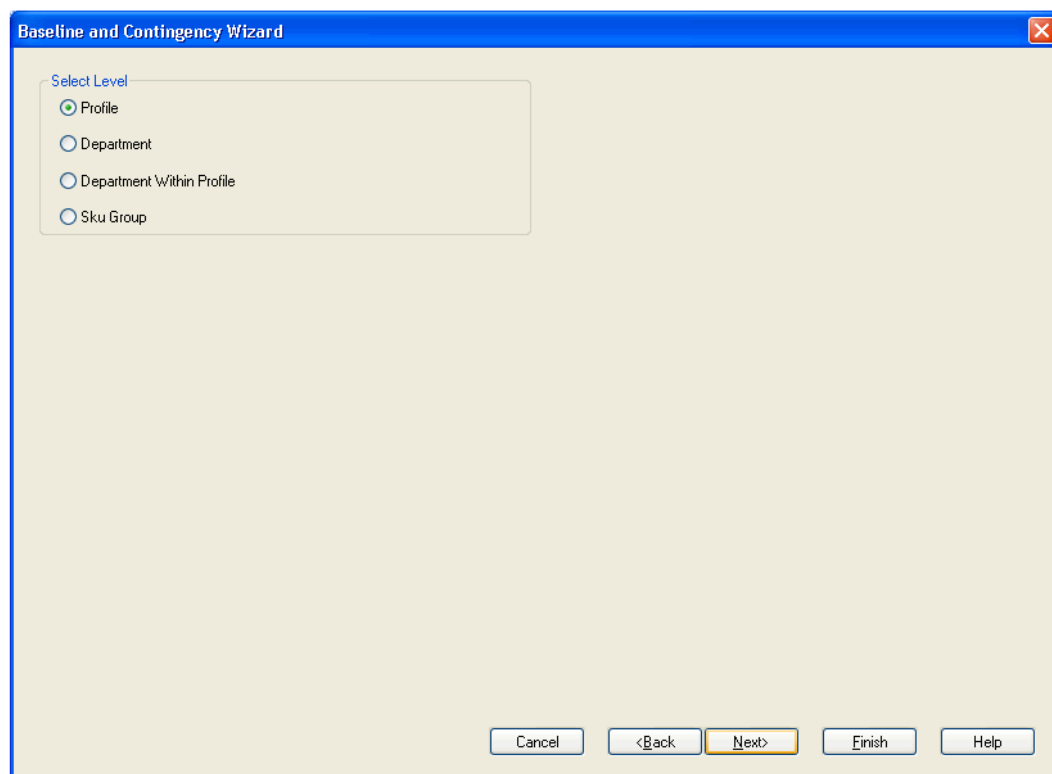 Baseline and Contingency Wizard
Select Level
Profile
Department
Department Within Profile
Sku Group
Cancel <Back Next> Finish Help